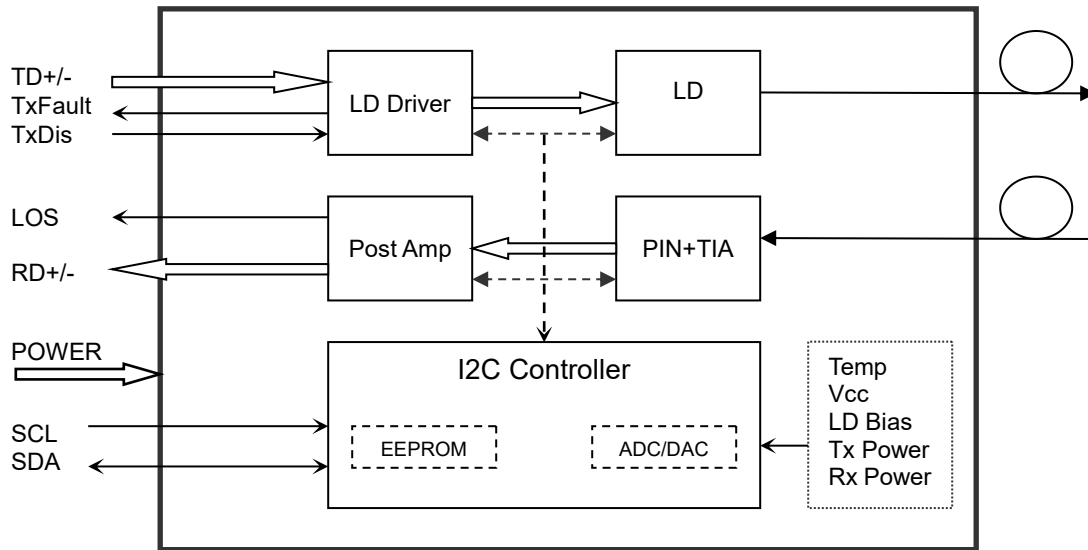 TD+/-
TxFault
TxDis
LD Driver
LD
LOS
RD+/-
Post Amp
PIN+TIA
POWER
SCL
SDA
I2C Controller
EEPROM
ADC/DAC
Temp
Vcc
LD Bias
Tx Power
Rx Power